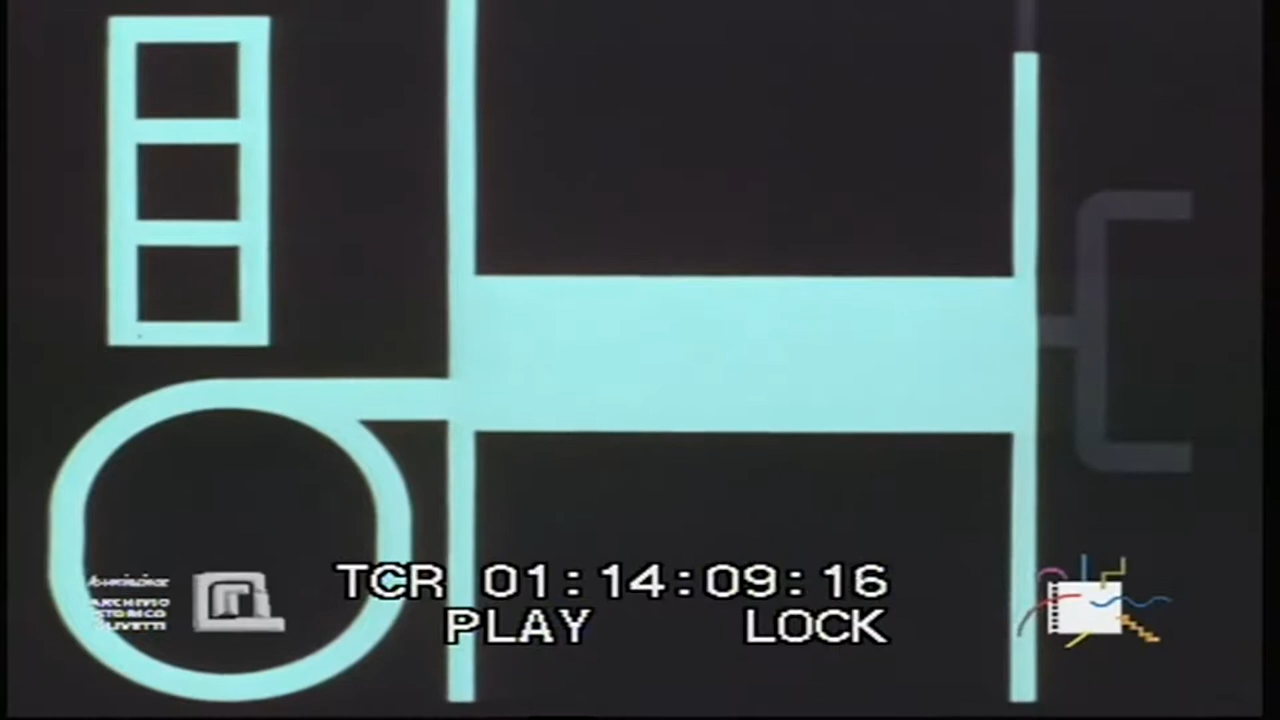 TCR 01:14:09:16
PLAY LOCK
ARCHIVIO
STORICO
OLIVETTI